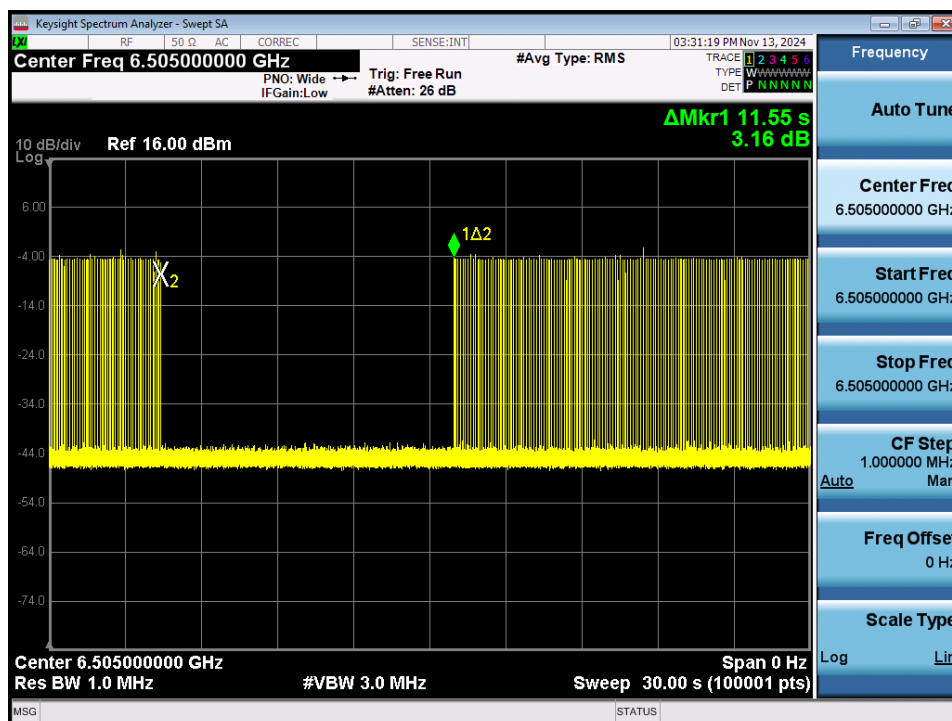 Keysight Spectrum Analyzer - Swept SA
LXI
RF 50 Ω AC CORREC SENSE:INT 03:31:19 PM Nov 13, 2024
Center Freq 6.505000000 GHz
PNO: Wide
IFGain:Low
Trig: Free Run
#Atten: 26 dB
#Avg Type: RMS
TRACE 1 2 3 4 5 6
TYPE WWWWWW
DET P N N N N N
ΔMkr1 11.55 s
3.16 dB
10 dB/div Ref 16.00 dBm
Log
6.00
-4.00
-14.0
-24.0
-34.0
-44.0
-54.0
-64.0
-74.0
1Δ2
2
Center 6.505000000 GHz Span 0 Hz
Res BW 1.0 MHz #VBW 3.0 MHz Sweep 30.00 s (100001 pts)
MSG STATUS
Frequency
Auto Tune
Center Freq
6.505000000 GHz
Start Freq
6.505000000 GHz
Stop Freq
6.505000000 GHz
CF Step
1.000000 MHz
Auto Man
Freq Offset
0 Hz
Scale Type
Log Lin